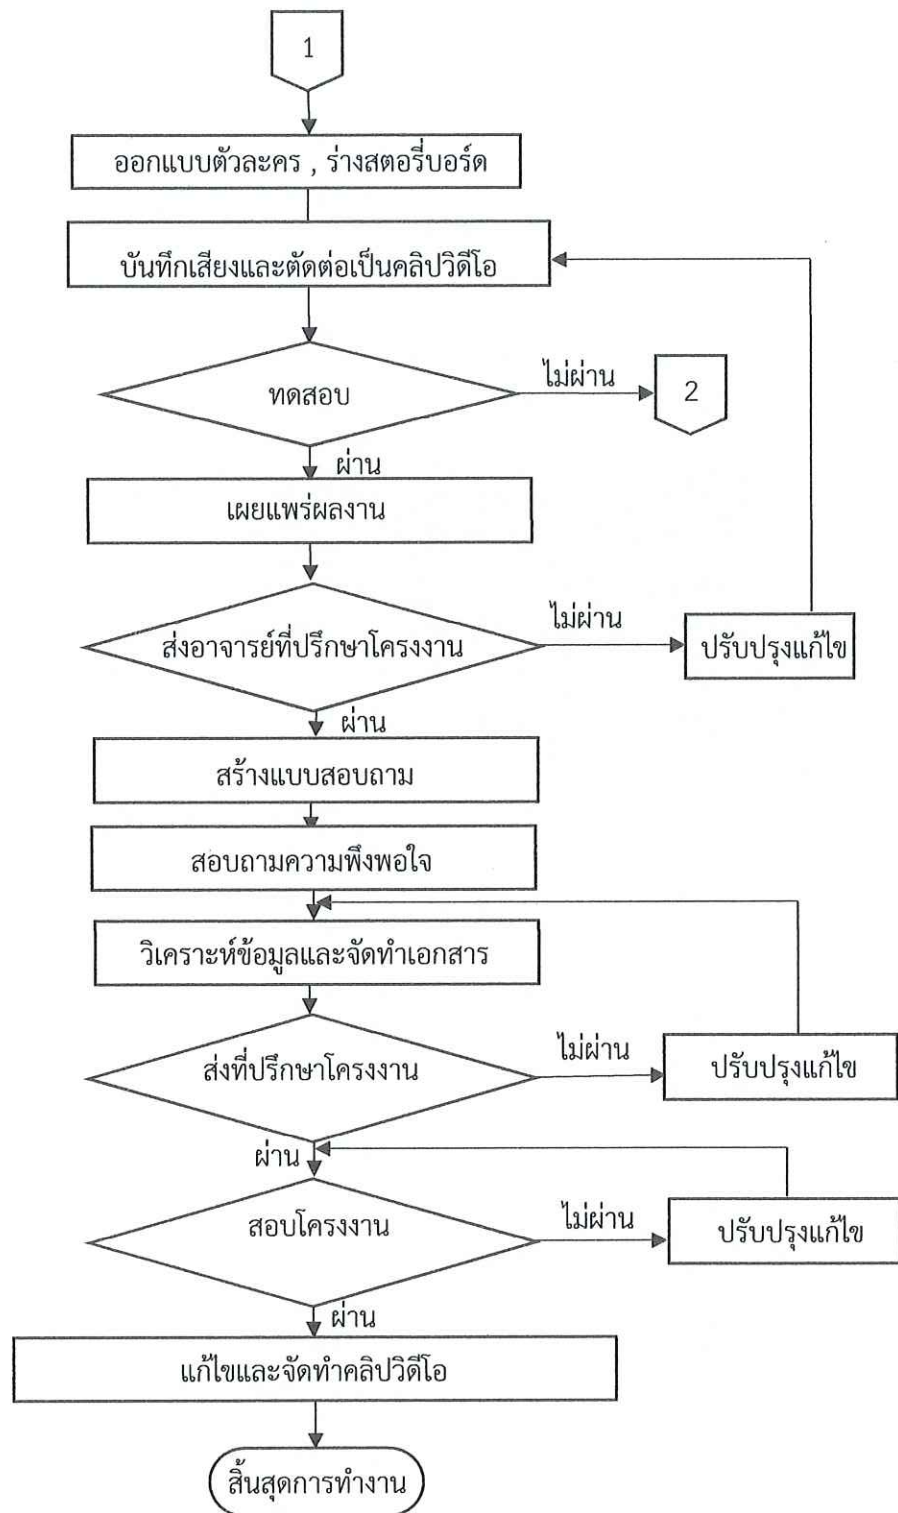 1
ออกแบบตัวละคร , ร่างสตอรี่บอร์ด
บันทึกเสียงและตัดต่อเป็นคลิปวิดีโอ
ทดสอบ
ไม่ผ่าน
2
ผ่าน
เผยแพร่ผลงาน
ส่งอาจารย์ที่ปรึกษาโครงงาน
ไม่ผ่าน
ปรับปรุงแก้ไข
ผ่าน
สร้างแบบสอบถาม
สอบถามความพึงพอใจ
วิเคราะห์ข้อมูลและจัดทำเอกสาร
ส่งที่ปรึกษาโครงงาน
ไม่ผ่าน
ปรับปรุงแก้ไข
ผ่าน
สอบโครงงาน
ไม่ผ่าน
ปรับปรุงแก้ไข
ผ่าน
แก้ไขและจัดทำคลิปวิดีโอ
สิ้นสุดการทำงาน